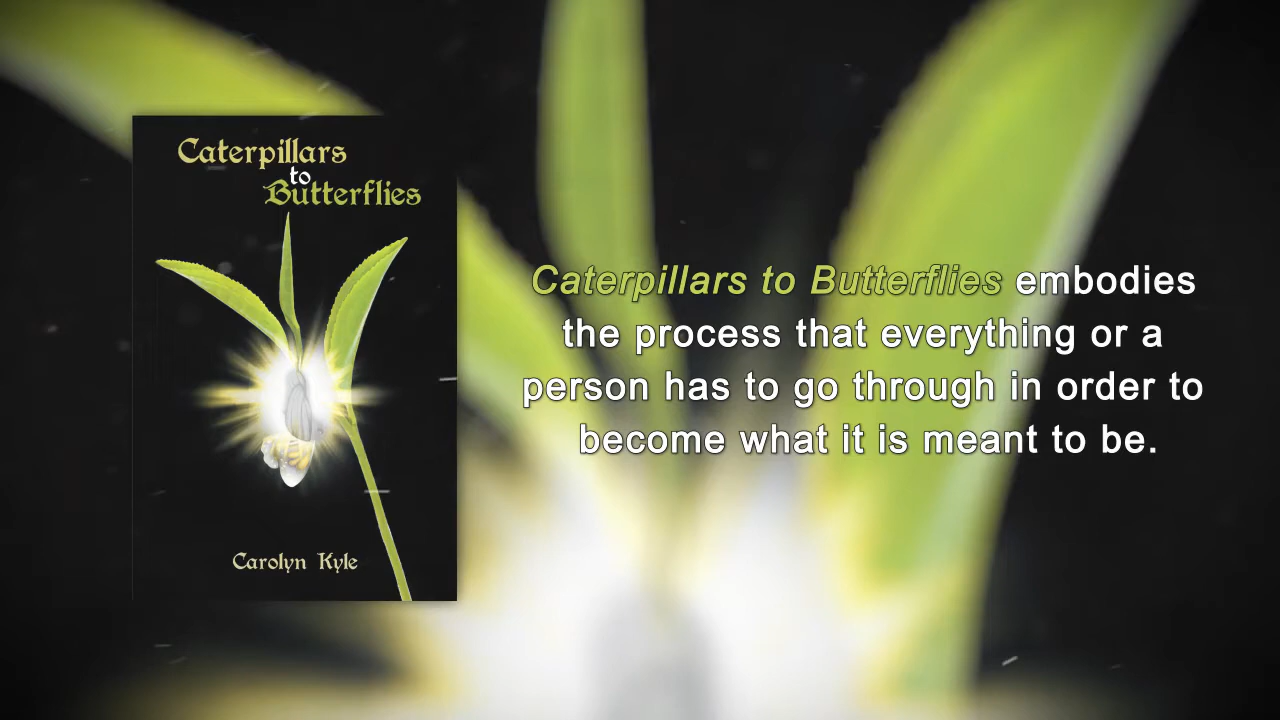 Caterpillars
to
Butterflies
Carolyn Kyle
Caterpillars to Butterflies embodies
the process that everything or a
person has to go through in order to
become what it is meant to be.